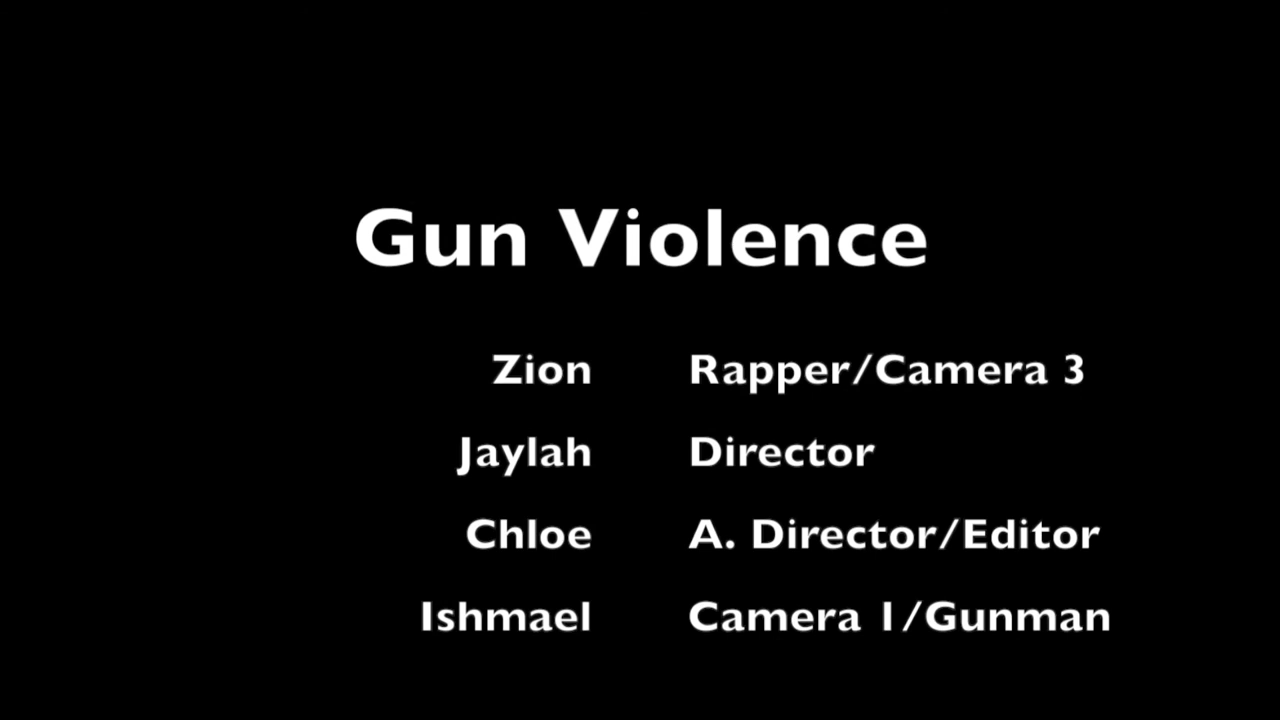 Gun Violence
Zion Rapper/Camera 3
Jaylah Director
Chloe A. Director/Editor
Ishmael Camera 1/Gunman